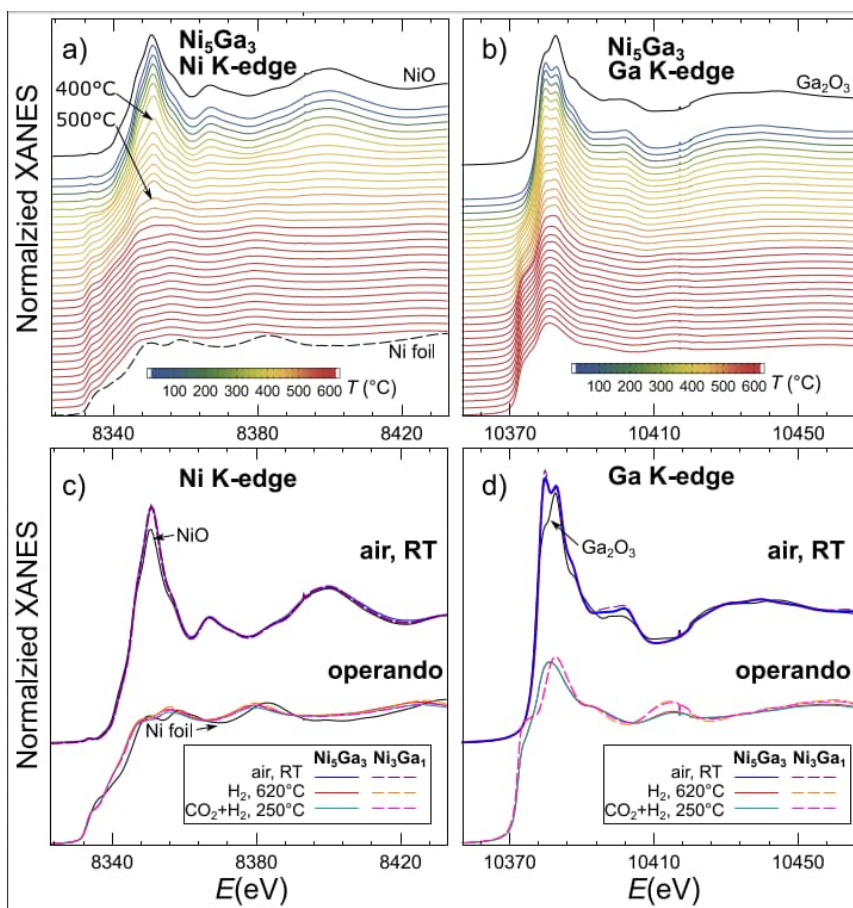 a)
Ni₅Ga₃
Ni K-edge
NiO
400°C
500°C
Ni foil
100 200 300 400 500 600 T (°C)
8340 8380 8420
b)
Ni₅Ga₃
Ga K-edge
Ga₂O₃
100 200 300 400 500 600 T (°C)
10370 10410 10450
Normalzied XANES
c)
Ni K-edge
NiO
air, RT
operando
Ni foil
Ni₅Ga₃ Ni₃Ga₁
air, RT
H₂, 620°C
CO₂+H₂, 250°C
8340 8380 8420
E(eV)
d)
Ga K-edge
Ga₂O₃
air, RT
operando
Ni₅Ga₃ Ni₃Ga₁
air, RT
H₂, 620°C
CO₂+H₂, 250°C
10370 10410 10450
E(eV)
Normalzied XANES